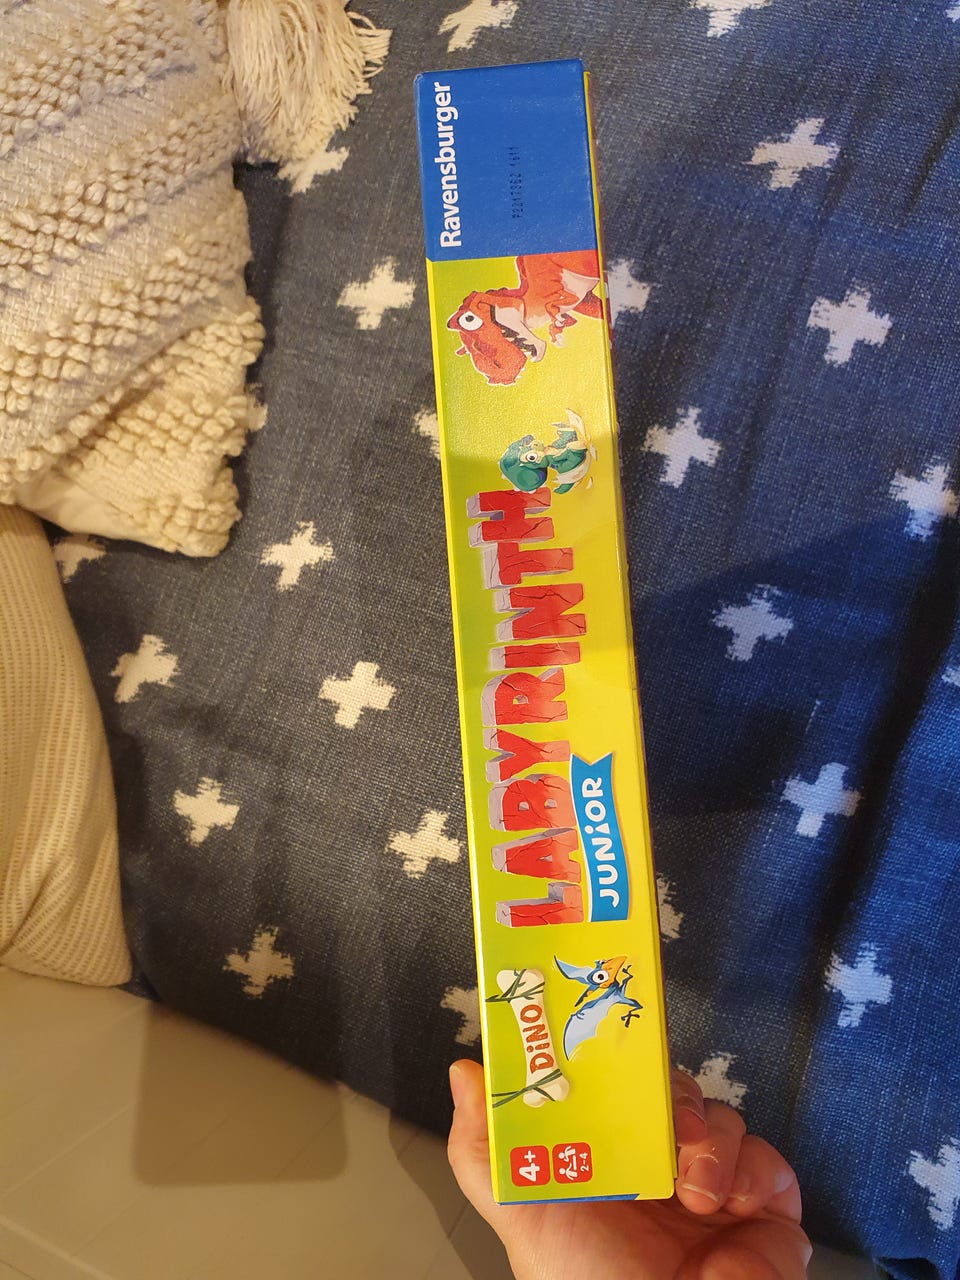 4+
2-4
DiNO
LABYRINTH
JUNiOR
Ravensburger